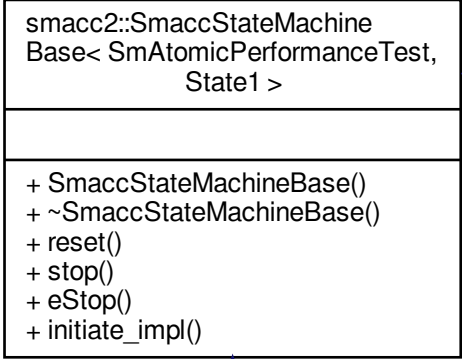 smacc2::SmaccStateMachine
Base< SmAtomicPerformanceTest,
State1 >
+ SmaccStateMachineBase()
+ ~SmaccStateMachineBase()
+ reset()
+ stop()
+ eStop()
+ initiate_impl()